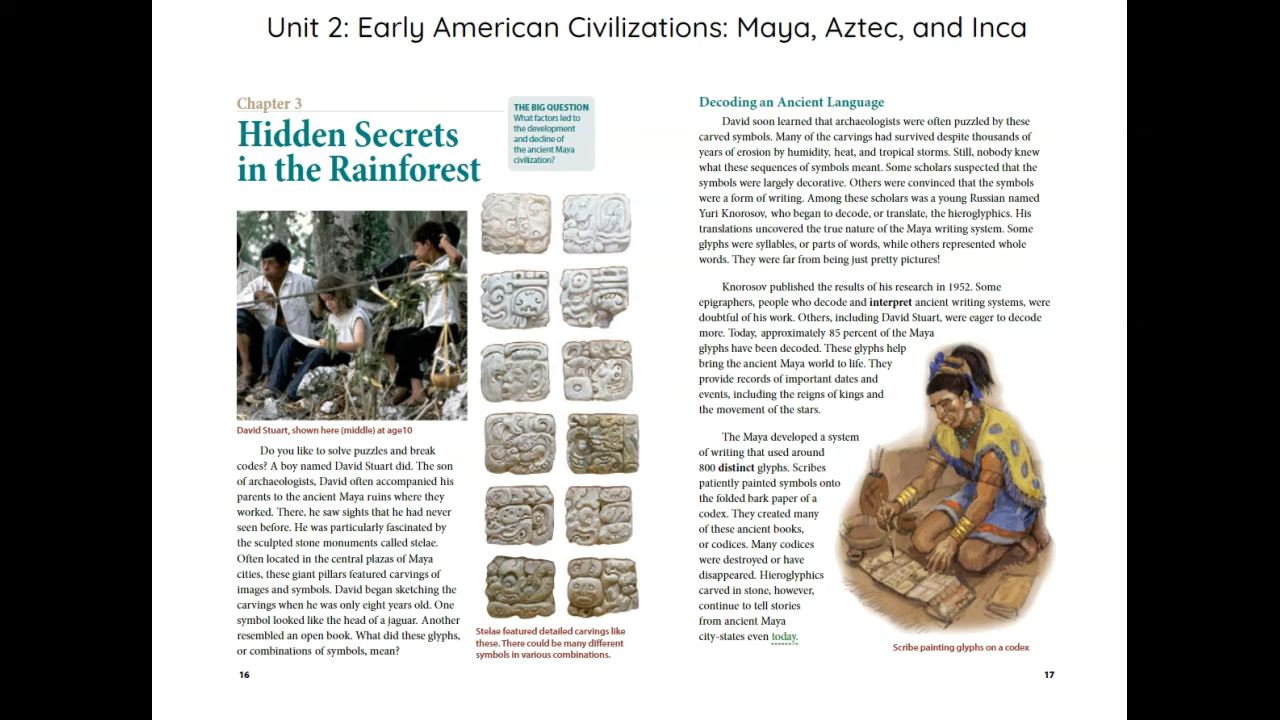 Unit 2: Early American Civilizations: Maya, Aztec, and Inca
Chapter 3
Hidden Secrets
in the Rainforest
THE BIG QUESTION
What factors led to
the development
and decline of
the ancient Maya
civilization?
David Stuart, shown here (middle) at age10
Do you like to solve puzzles and break
codes? A boy named David Stuart did. The son
of archaeologists, David often accompanied his
parents to the ancient Maya ruins where they
worked. There, he saw sights that he had never
seen before. He was particularly fascinated by
the sculpted stone monuments called stelae.
Often located in the central plazas of Maya
cities, these giant pillars featured carvings of
images and symbols. David began sketching the
carvings when he was only eight years old. One
symbol looked like the head of a jaguar. Another
resembled an open book. What did these glyphs,
or combinations of symbols, mean?
Stelae featured detailed carvings like
these. There could be many different
symbols in various combinations.
16
Decoding an Ancient Language
David soon learned that archaeologists were often puzzled by these
carved symbols. Many of the carvings had survived despite thousands of
years of erosion by humidity, heat, and tropical storms. Still, nobody knew
what these sequences of symbols meant. Some scholars suspected that the
symbols were largely decorative. Others were convinced that the symbols
were a form of writing. Among these scholars was a young Russian named
Yuri Knorosov, who began to decode, or translate, the hieroglyphics. His
translations uncovered the true nature of the Maya writing system. Some
glyphs were syllables, or parts of words, while others represented whole
words. They were far from being just pretty pictures!
Knorosov published the results of his research in 1952. Some
epigraphers, people who decode and interpret ancient writing systems, were
doubtful of his work. Others, including David Stuart, were eager to decode
more. Today, approximately 85 percent of the Maya
glyphs have been decoded. These glyphs help
bring the ancient Maya world to life. They
provide records of important dates and
events, including the reigns of kings and
the movement of the stars.
The Maya developed a system
of writing that used around
800 distinct glyphs. Scribes
patiently painted symbols onto
the folded bark paper of a
codex. They created many
of these ancient books,
or codices. Many codices
were destroyed or have
disappeared. Hieroglyphics
carved in stone, however,
continue to tell stories
from ancient Maya
city-states even today.
Scribe painting glyphs on a codex
17